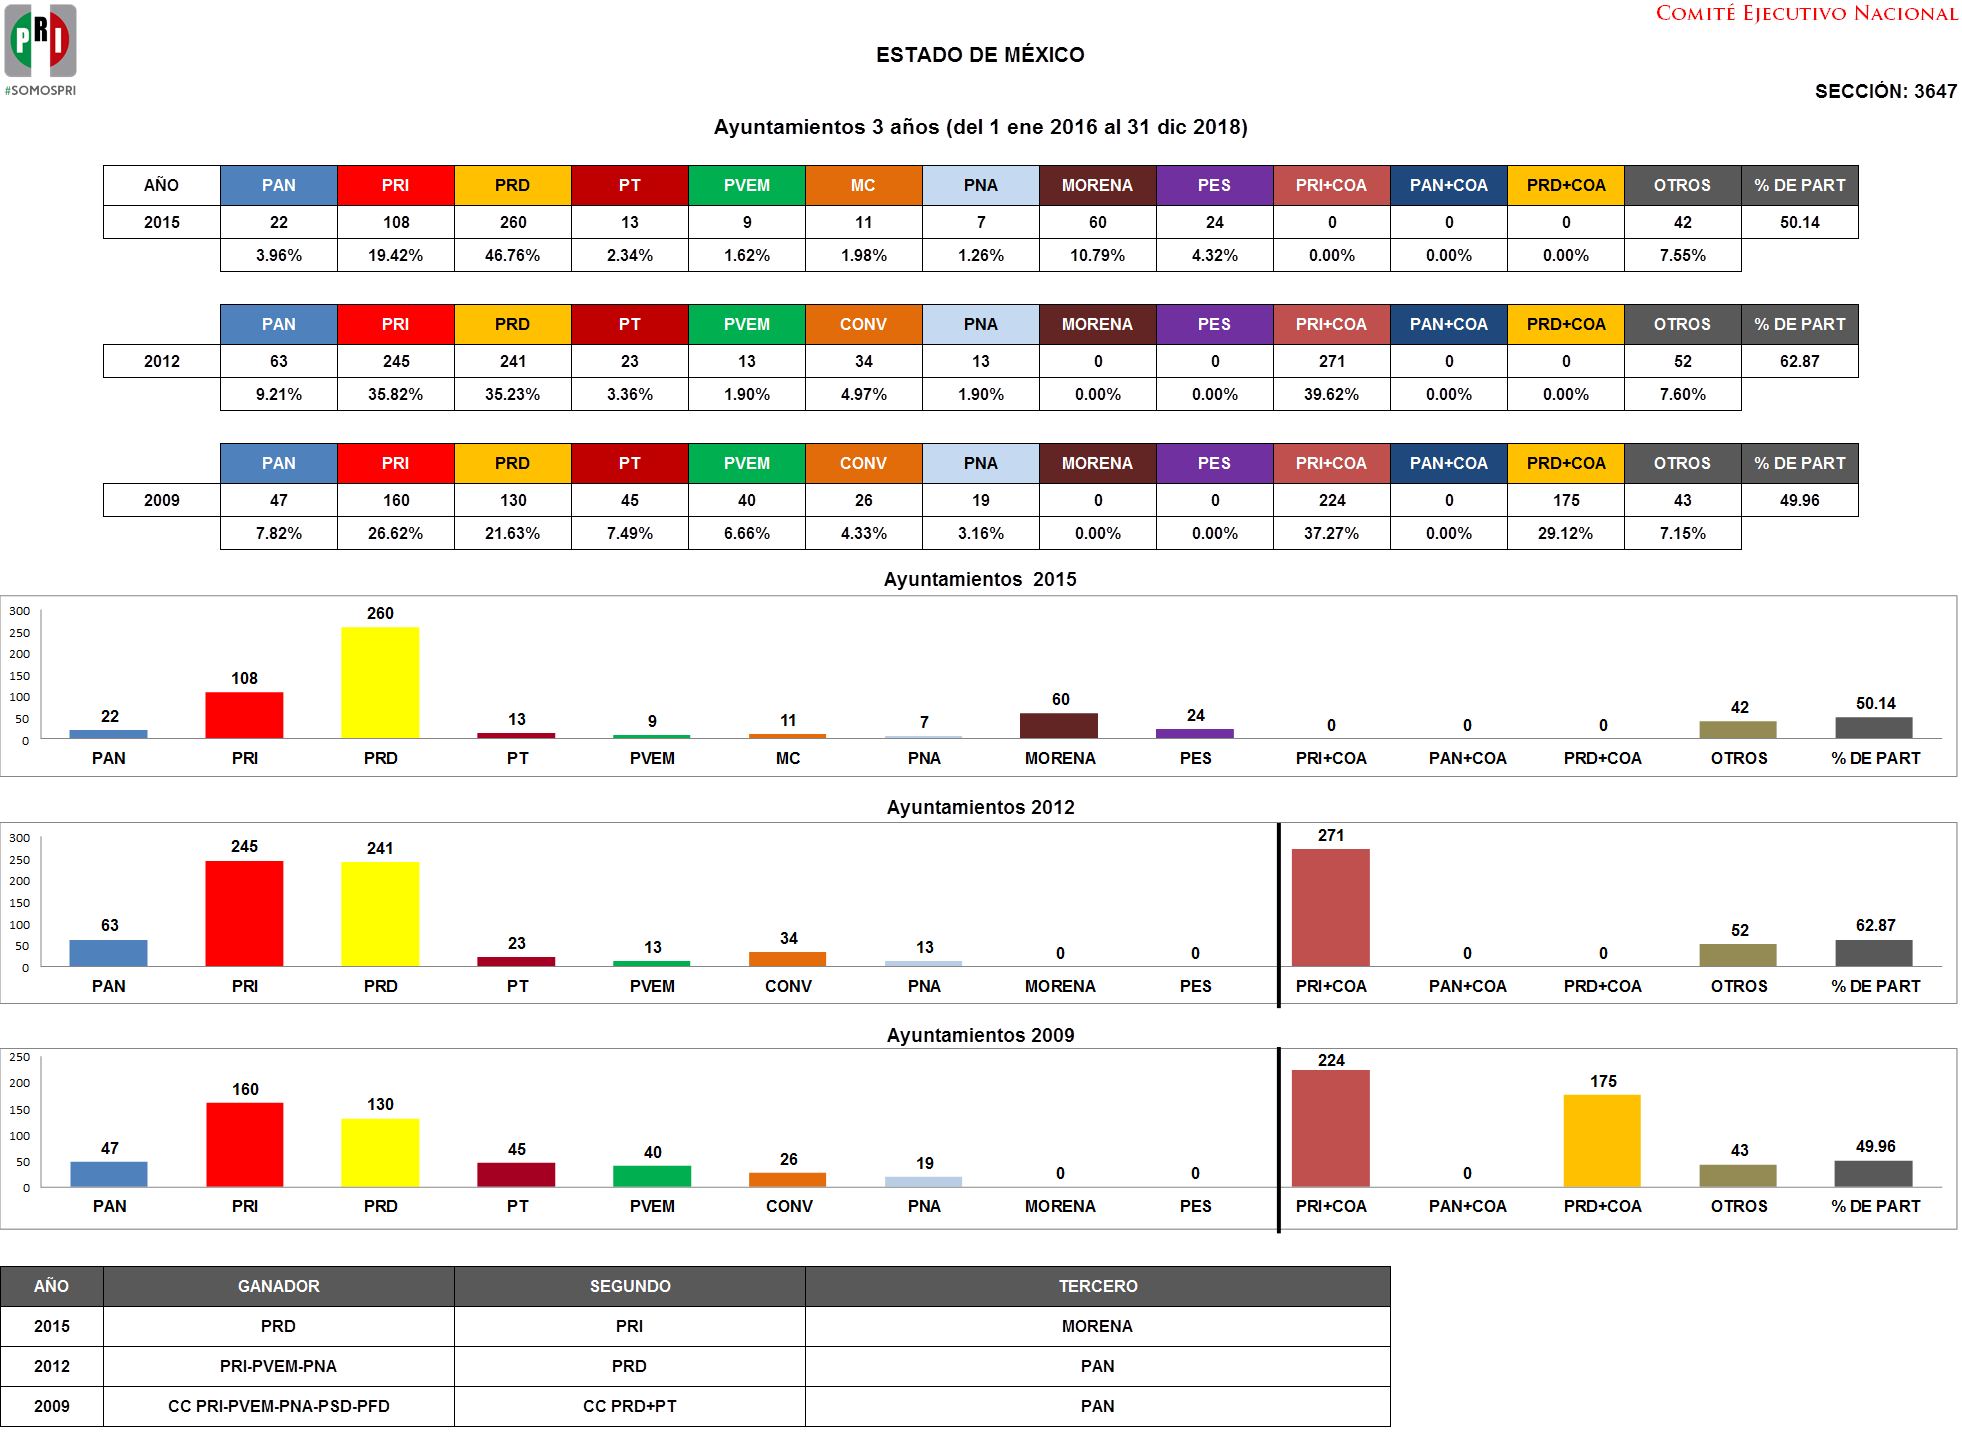 PRI
#SOMOSPRI
COMITÉ EJECUTIVO NACIONAL
ESTADO DE MÉXICO
SECCIÓN: 3647
Ayuntamientos 3 años (del 1 ene 2016 al 31 dic 2018)
AÑO PAN PRI PRD PT PVEM MC PNA MORENA PES PRI+COA PAN+COA PRD+COA OTROS % DE PART
2015 22 108 260 13 9 11 7 60 24 0 0 0 42 50.14
3.96% 19.42% 46.76% 2.34% 1.62% 1.98% 1.26% 10.79% 4.32% 0.00% 0.00% 0.00% 7.55%
PAN PRI PRD PT PVEM CONV PNA MORENA PES PRI+COA PAN+COA PRD+COA OTROS % DE PART
2012 63 245 241 23 13 34 13 0 0 271 0 0 52 62.87
9.21% 35.82% 35.23% 3.36% 1.90% 4.97% 1.90% 0.00% 0.00% 39.62% 0.00% 0.00% 7.60%
PAN PRI PRD PT PVEM CONV PNA MORENA PES PRI+COA PAN+COA PRD+COA OTROS % DE PART
2009 47 160 130 45 40 26 19 0 0 224 0 175 43 49.96
7.82% 26.62% 21.63% 7.49% 6.66% 4.33% 3.16% 0.00% 0.00% 37.27% 0.00% 29.12% 7.15%
Ayuntamientos 2015
300
250
200
150
100
50
0
22 108 260 13 9 11 7 60 24 0 0 0 42 50.14
PAN PRI PRD PT PVEM MC PNA MORENA PES PRI+COA PAN+COA PRD+COA OTROS % DE PART
Ayuntamientos 2012
300
250
200
150
100
50
0
63 245 241 23 13 34 13 0 0 271 0 0 52 62.87
PAN PRI PRD PT PVEM CONV PNA MORENA PES PRI+COA PAN+COA PRD+COA OTROS % DE PART
Ayuntamientos 2009
250
200
150
100
50
0
47 160 130 45 40 26 19 0 0 224 0 175 43 49.96
PAN PRI PRD PT PVEM CONV PNA MORENA PES PRI+COA PAN+COA PRD+COA OTROS % DE PART
AÑO GANADOR SEGUNDO TERCERO
2015 PRD PRI MORENA
2012 PRI-PVEM-PNA PRD PAN
2009 CC PRI-PVEM-PNA-PSD-PFD CC PRD+PT PAN